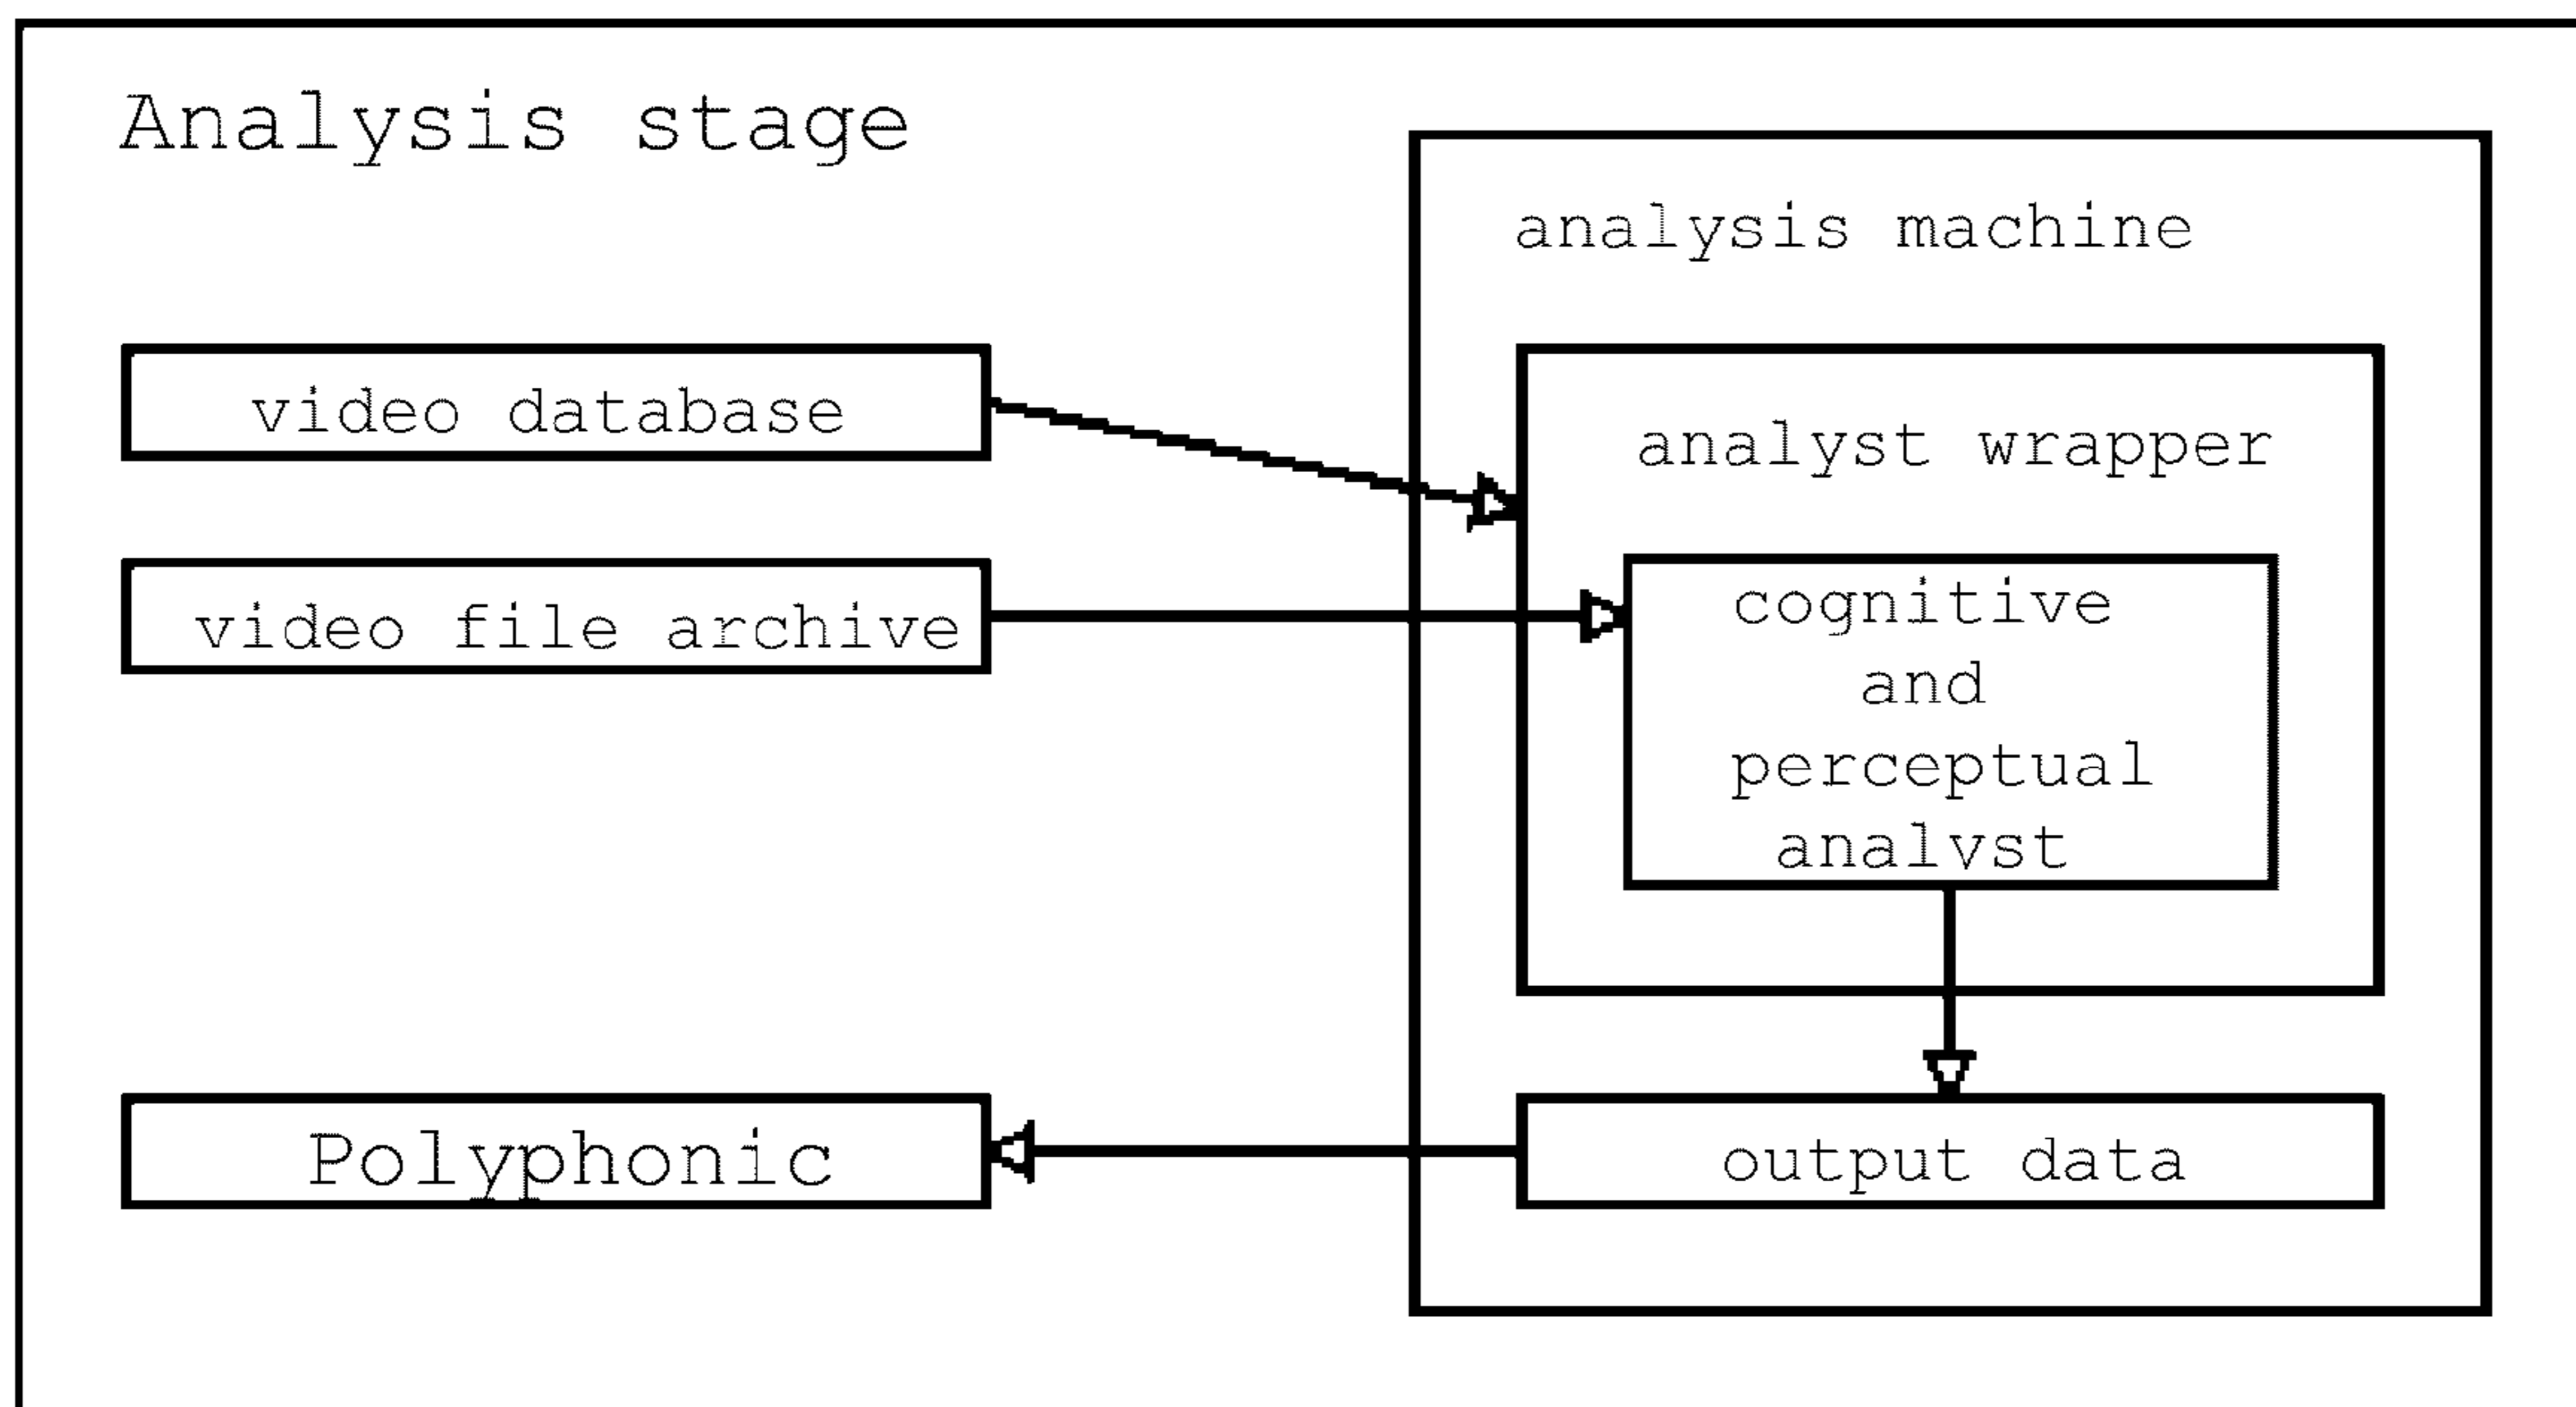 Analysis stage
analysis machine
video database
analyst wrapper
video file archive
cognitive
and
perceptual
analyst
Polyphonic
output data